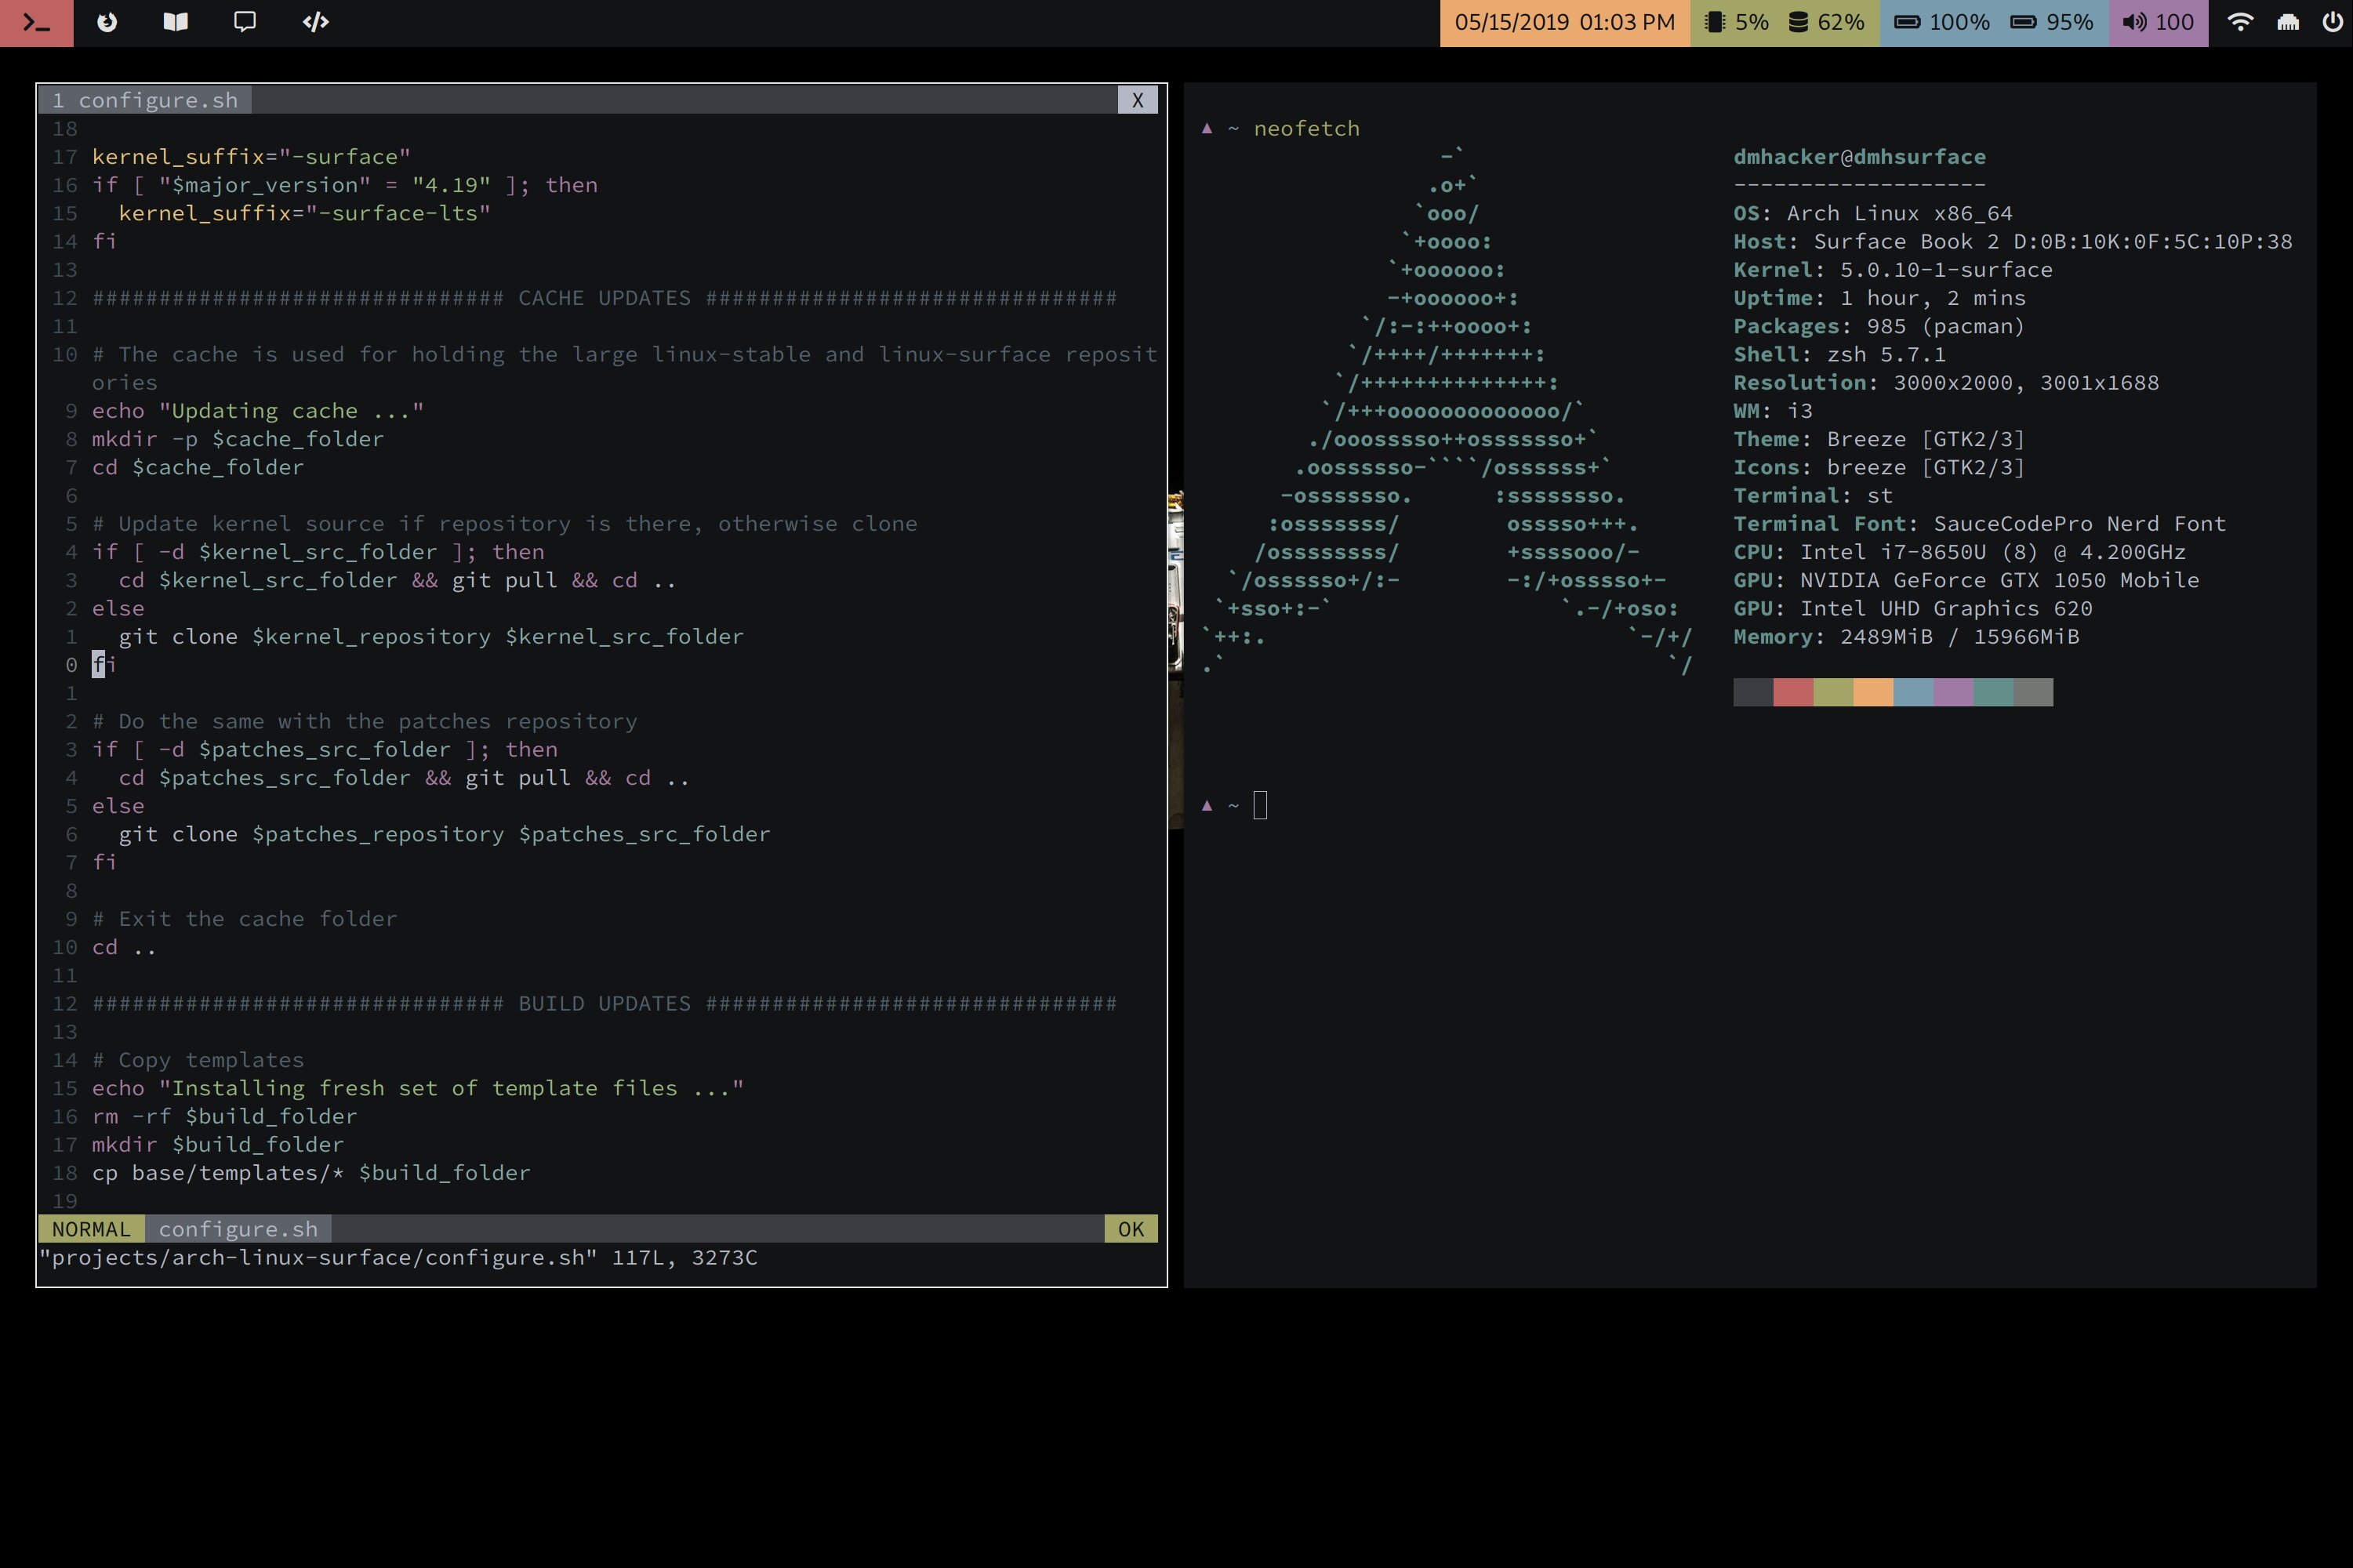 05/15/2019 01:03 PM 5% 62% 100% 95% 100
1 configure.sh X
18
17 kernel_suffix="-surface"
16 if [ "$major_version" = "4.19" ]; then
15   kernel_suffix="-surface-lts"
14 fi
13
12 ############################### CACHE UPDATES ###############################
11
10 # The cache is used for holding the large linux-stable and linux-surface reposit
ories
9 echo "Updating cache ..."
8 mkdir -p $cache_folder
7 cd $cache_folder
6
5 # Update kernel source if repository is there, otherwise clone
4 if [ -d $kernel_src_folder ]; then
3   cd $kernel_src_folder && git pull && cd ..
2 else
1   git clone $kernel_repository $kernel_src_folder
0 fi
1
2 # Do the same with the patches repository
3 if [ -d $patches_src_folder ]; then
4   cd $patches_src_folder && git pull && cd ..
5 else
6   git clone $patches_repository $patches_src_folder
7 fi
8
9 # Exit the cache folder
10 cd ..
11
12 ############################### BUILD UPDATES ###############################
13
14 # Copy templates
15 echo "Installing fresh set of template files ..."
16 rm -rf $build_folder
17 mkdir $build_folder
18 cp base/templates/* $build_folder
19
NORMAL configure.sh OK
"projects/arch-linux-surface/configure.sh" 117L, 3273C
▲ ~ neofetch
-`
.o+`
`ooo/
`+oooo:
`+oooooo:
-+oooooo+:
`/:-:++oooo+:
`/++++/+++++++:
`/++++++++++++++:
`/+++ooooooooooooo/`
./ooosssso++osssssso+`
.oossssso-````/ossssss+`
-osssssso.      :ssssssso.
:osssssss/        osssso+++.
/ossssssss/        +ssssooo/-
`/ossssso+/:-        -:/+osssso+-
`+sso+:-`                 `.-/+oso:
`++:.                           `-/+/
.`                                 `/
dmhacker@dmhsurface
-------------------
OS: Arch Linux x86_64
Host: Surface Book 2 D:0B:10K:0F:5C:10P:38
Kernel: 5.0.10-1-surface
Uptime: 1 hour, 2 mins
Packages: 985 (pacman)
Shell: zsh 5.7.1
Resolution: 3000x2000, 3001x1688
WM: i3
Theme: Breeze [GTK2/3]
Icons: breeze [GTK2/3]
Terminal: st
Terminal Font: SauceCodePro Nerd Font
CPU: Intel i7-8650U (8) @ 4.200GHz
GPU: NVIDIA GeForce GTX 1050 Mobile
GPU: Intel UHD Graphics 620
Memory: 2489MiB / 15966MiB
▲ ~